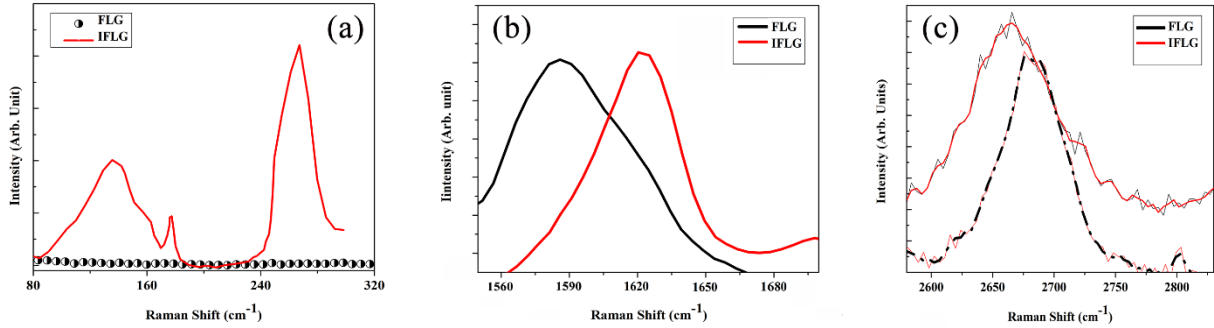 FLG
IFLG
(a)
Intensity (Arb. Unit)
80 160 240 320
Raman Shift (cm-1)
FLG
IFLG
(b)
Iintensity (Arb. unit)
1560 1590 1620 1650 1680
Raman Shift (cm-1)
FLG
IFLG
(c)
Intensity (Arb. Units)
2600 2650 2700 2750 2800
Raman Shift (cm-1)